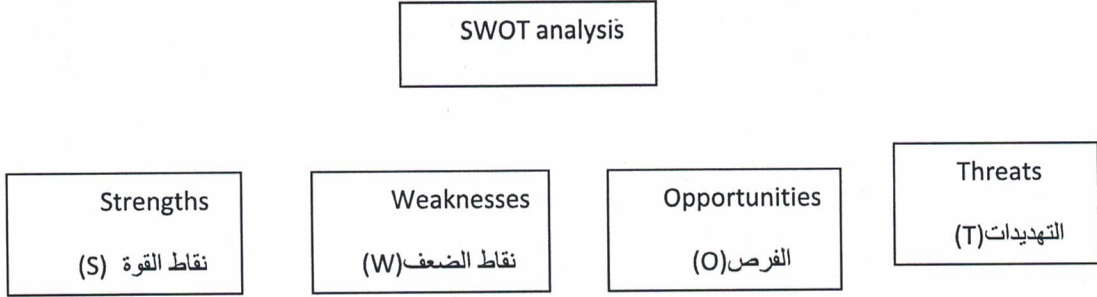 SWOT analysis
Strengths
نقاط القوة (S)
Weaknesses
نقاط الضعف(W)
Opportunities
الفرص(O)
Threats
التهديدات(T)